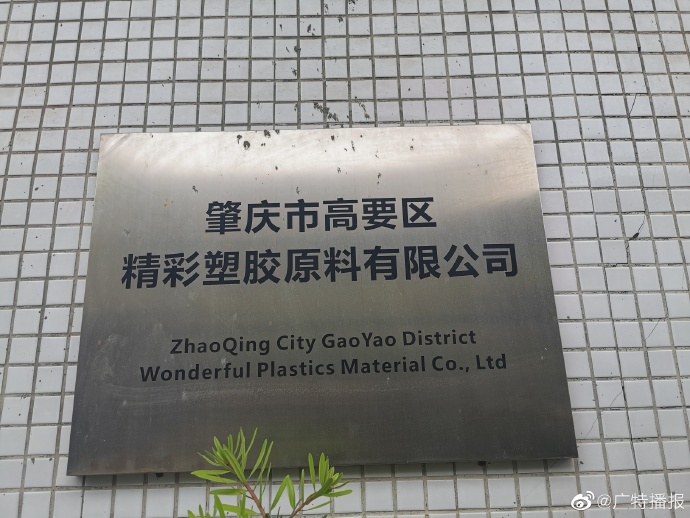 肇庆市高要区
精彩塑胶原料有限公司
ZhaoQing City GaoYao District
Wonderful Plastics Material Co., Ltd
@广特播报